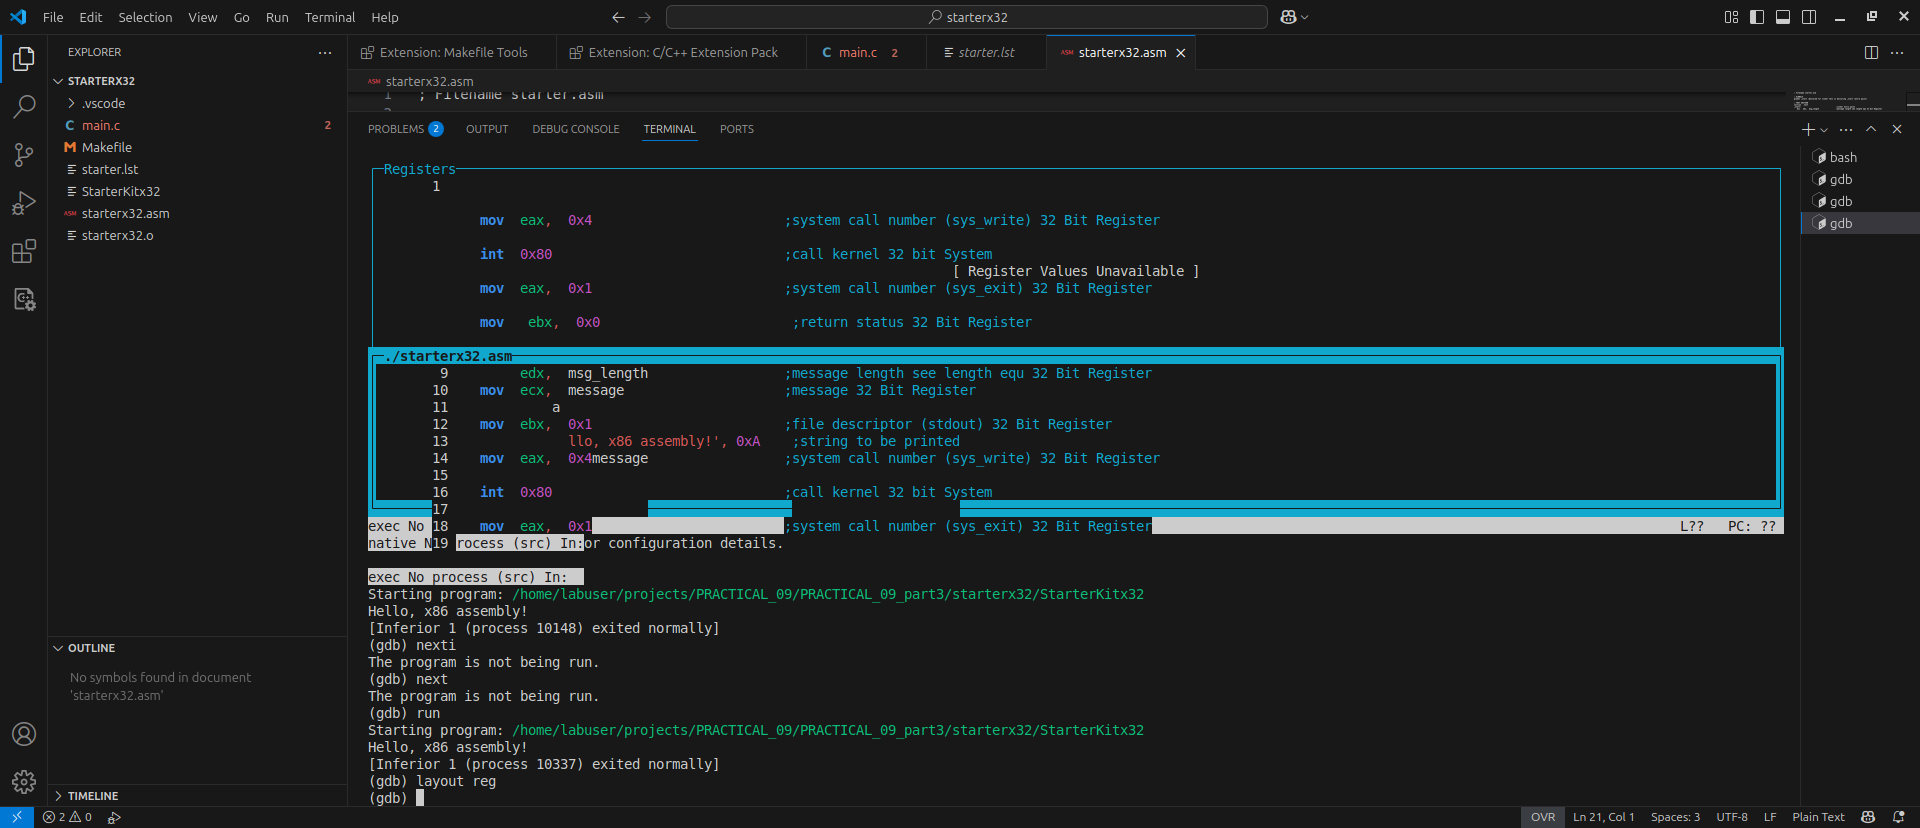 File Edit Selection View Go Run Terminal Help
starterx32
EXPLORER
STARTERX32
.vscode
C main.c 2
M Makefile
starter.lst
StarterKitx32
ASM starterx32.asm
starterx32.o
OUTLINE
No symbols found in document
'starterx32.asm'
TIMELINE
Extension: Makefile Tools
Extension: C/C++ Extension Pack
C main.c 2
starter.lst
ASM starterx32.asm
ASM starterx32.asm
1 ; Filename starter.asm
PROBLEMS 2 OUTPUT DEBUG CONSOLE TERMINAL PORTS
bash
gdb
gdb
gdb
Registers
1
mov eax, 0x4 ;system call number (sys_write) 32 Bit Register
int 0x80 ;call kernel 32 bit System
[ Register Values Unavailable ]
mov eax, 0x1 ;system call number (sys_exit) 32 Bit Register
mov ebx, 0x0 ;return status 32 Bit Register
./starterx32.asm
9 edx, msg_length ;message length see length equ 32 Bit Register
10 mov ecx, message ;message 32 Bit Register
11 a
12 mov ebx, 0x1 ;file descriptor (stdout) 32 Bit Register
13 llo, x86 assembly!', 0xA ;string to be printed
14 mov eax, 0x4message ;system call number (sys_write) 32 Bit Register
15
16 int 0x80 ;call kernel 32 bit System
17
exec No 18 mov eax, 0x1 ;system call number (sys_exit) 32 Bit Register L?? PC: ??
native N19 rocess (src) In:or configuration details.
exec No process (src) In:
Starting program: /home/labuser/projects/PRACTICAL_09/PRACTICAL_09_part3/starterx32/StarterKitx32
Hello, x86 assembly!
[Inferior 1 (process 10148) exited normally]
(gdb) nexti
The program is not being run.
(gdb) next
The program is not being run.
(gdb) run
Starting program: /home/labuser/projects/PRACTICAL_09/PRACTICAL_09_part3/starterx32/StarterKitx32
Hello, x86 assembly!
[Inferior 1 (process 10337) exited normally]
(gdb) layout reg
(gdb)
2 0 OVR Ln 21, Col 1 Spaces: 3 UTF-8 LF Plain Text